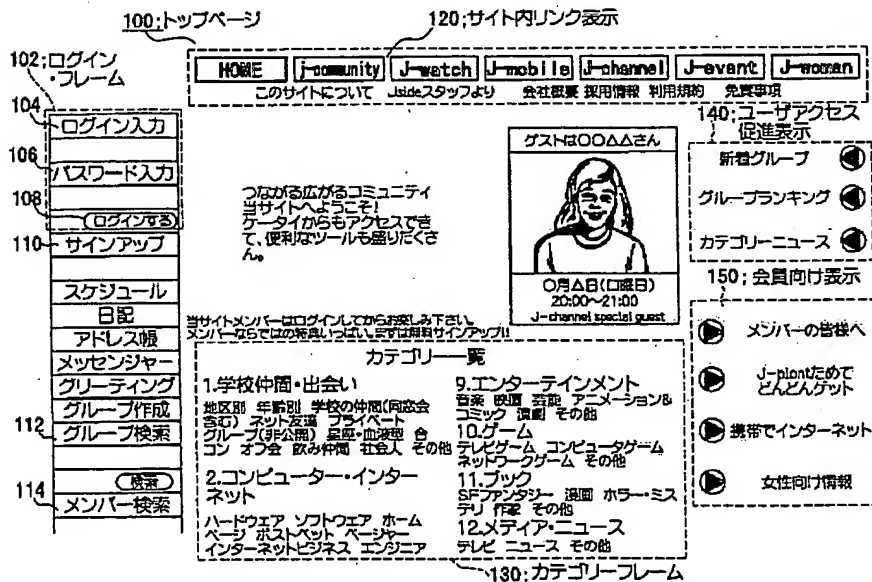 100;トップページ
120;サイト内リンク表示
102;ログイン
・フレーム
HOME j-community J-watch J-mobile J-channel J-event J-woman
このサイトについて Jsideスタッフより 会社概要 採用情報 利用規約 免責事項
104
ログイン入力
106
パスワード入力
108
ログインする
110
サインアップ
スケジュール
日記
アドレス帳
メッセンジャー
グリーティング
グループ作成
112
グループ検索
検索
114
メンバー検索
つながる広がるコミュニティ
当サイトへようこそ!
ケータイからもアクセスでき
て、便利なツールも盛りだくさ
ん。
ゲストは○○△△さん
○月△日(口曜日)
20:00~21:00
J-channel special guest
140;ユーザアクセス
促進表示
新着グループ
グループランキング
カテゴリーニュース
150;会員向け表示
メンバーの皆様へ
J-pointためて
どんどんゲット
携帯でインターネット
女性向け情報
当サイトメンバーはログインしてからお楽しみ下さい。
メンバーならではの特典いっぱい。まずは無料サインアップ!!
カテゴリー一覧
1.学校仲間・出会い
地区別 年齢別 学校の仲間(同窓会
含む) ネット友達 プライベート
グループ(非公開) 星座・血液型 合
コン オフ会 飲み仲間 社会人 その他
2.コンピューター・インター
ネット
ハードウェア ソフトウェア ホーム
ページ ポストペット ページャー
インターネットビジネス エンジニア
9.エンターテインメント
音楽 映画 芸能 アニメーション&
コミック 演劇 その他
10.ゲーム
テレビゲーム コンピュータゲーム
ネットワークゲーム その他
11.ブック
SFファンタジー 漫画 ホラー・ミス
テリ 作家 その他
12.メディア・ニュース
テレビ ニュース その他
130;カテゴリーフレーム